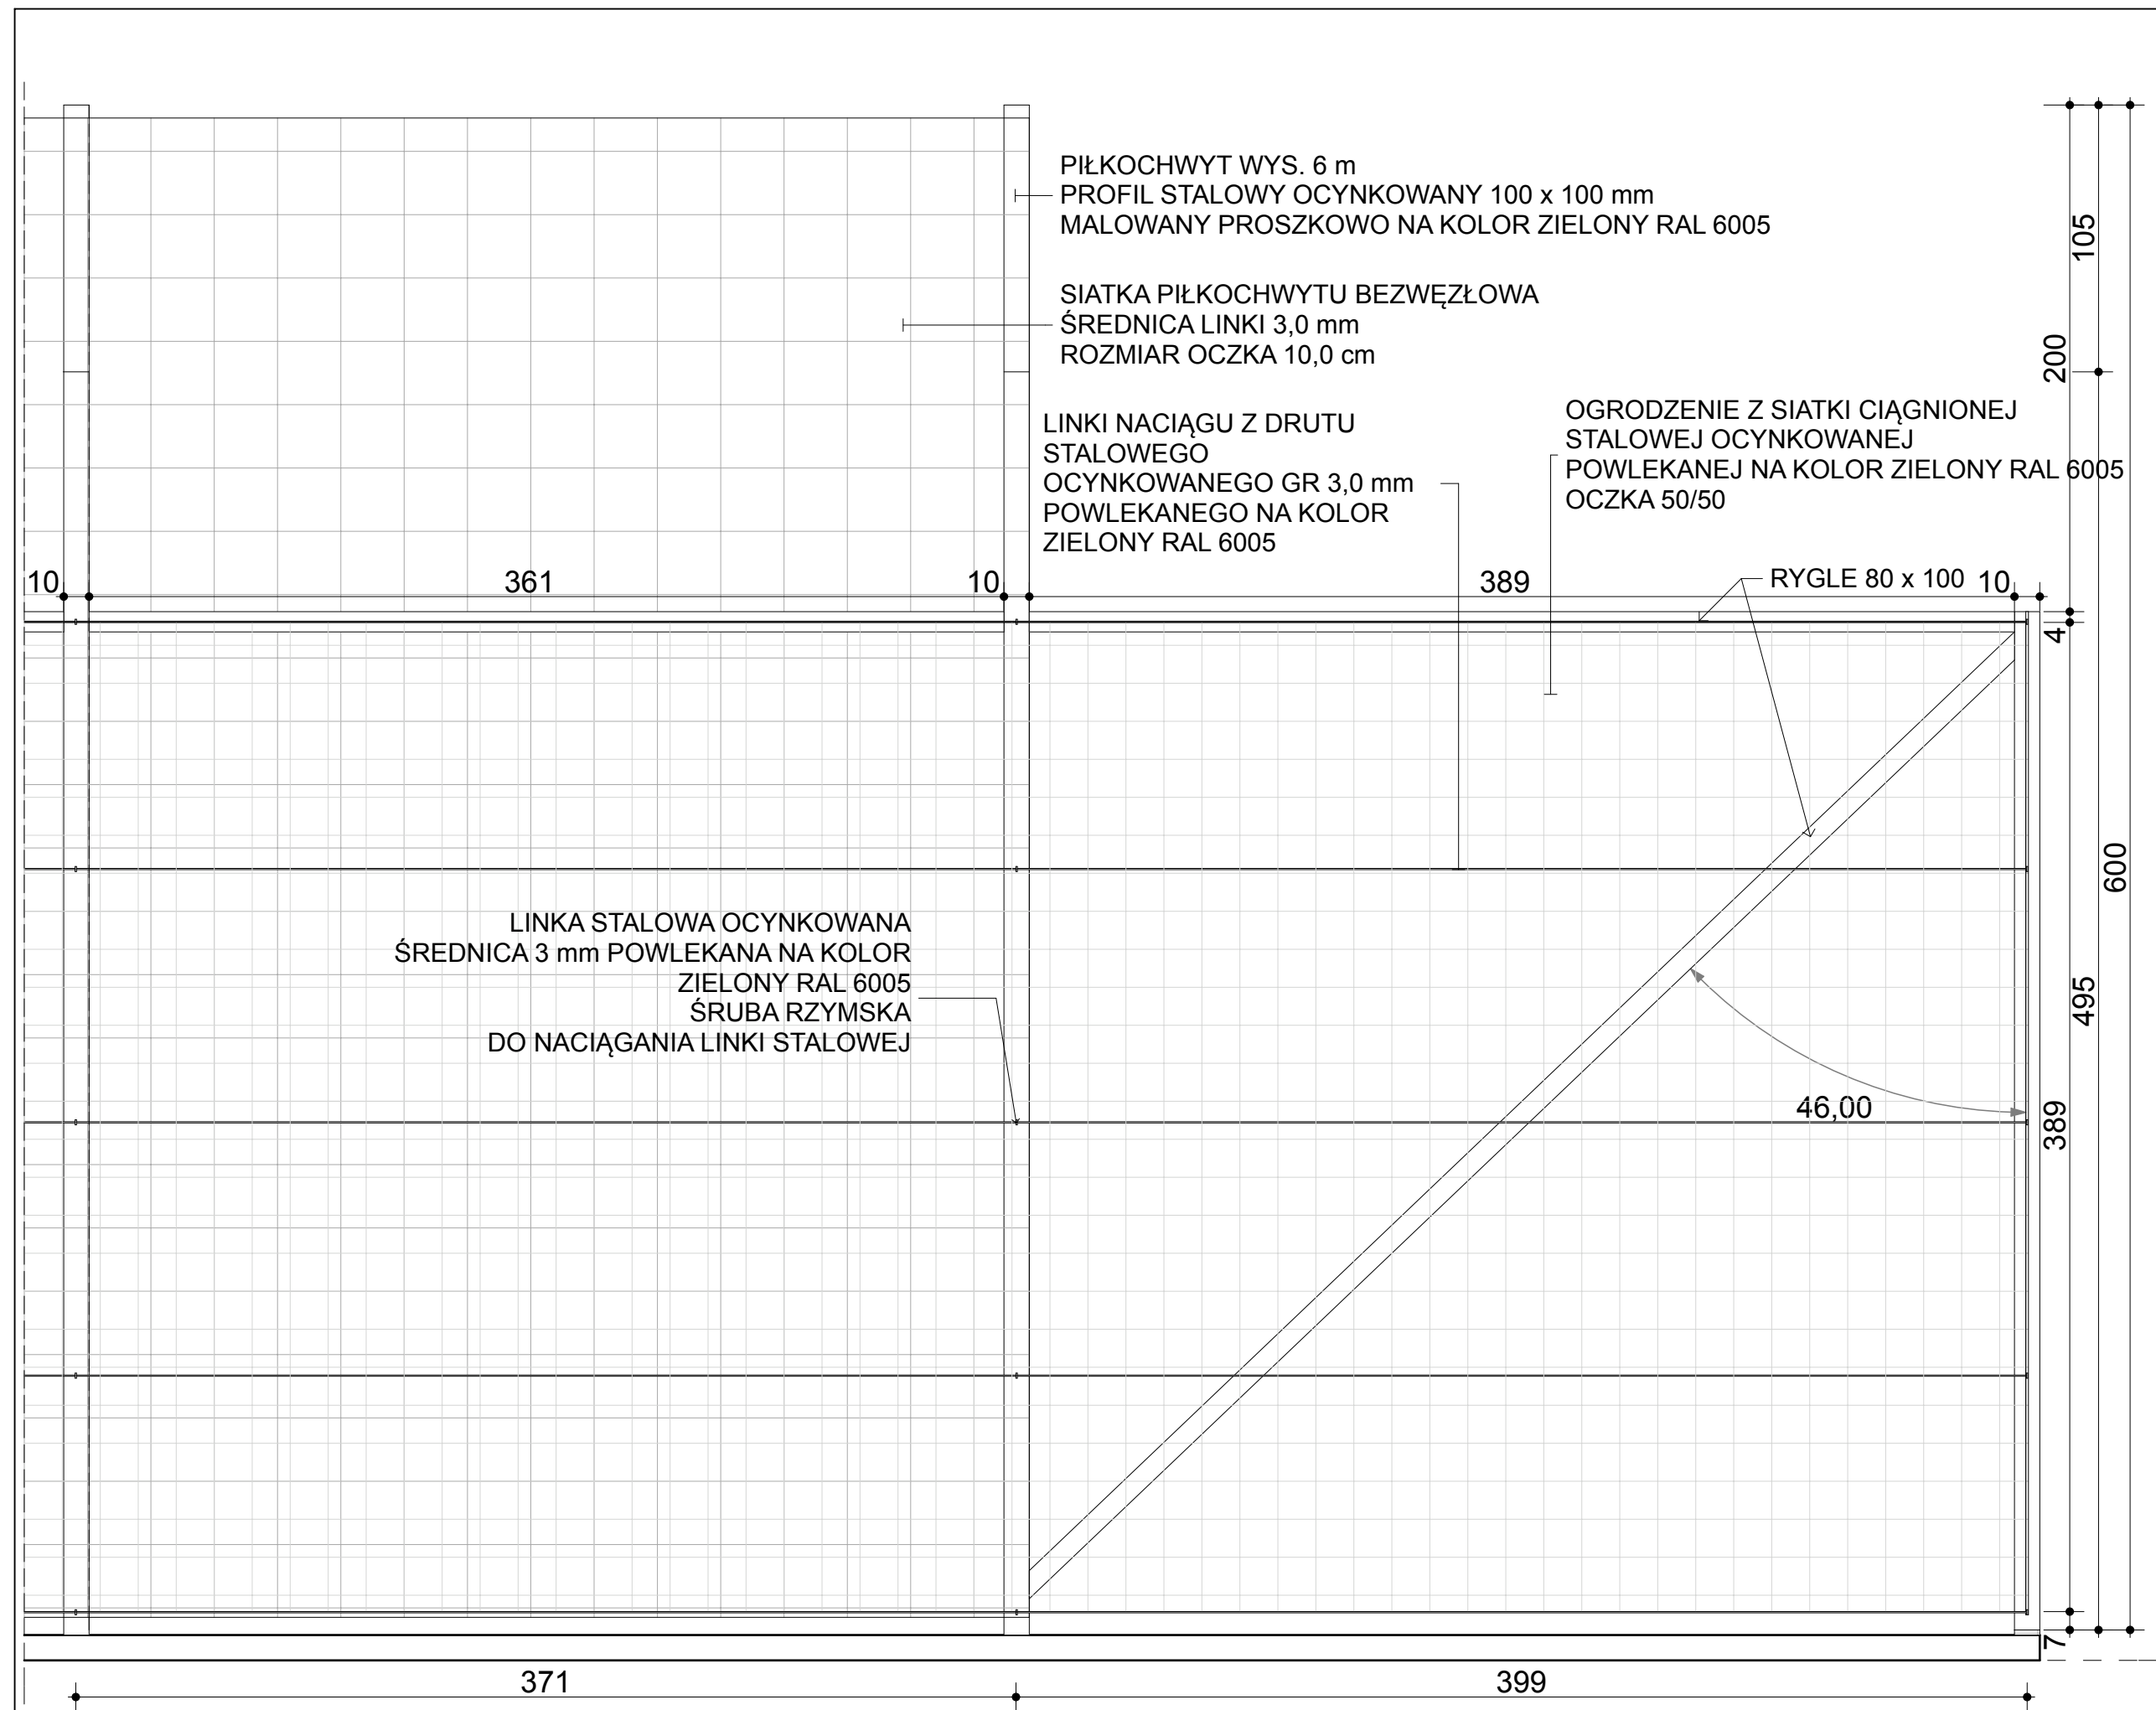 PIŁKOCHWYT WYS. 6 m
PROFIL STALOWY OCYNKOWANY 100 x 100 mm
MALOWANY PROSZKOWO NA KOLOR ZIELONY RAL 6005
SIATKA PIŁKOCHWYTU BEZWĘZŁOWA
ŚREDNICA LINKI 3,0 mm
ROZMIAR OCZKA 10,0 cm
LINKI NACIĄGU Z DRUTU
STALOWEGO
OCYNKOWANEGO GR 3,0 mm
POWLEKANEGO NA KOLOR
ZIELONY RAL 6005
OGRODZENIE Z SIATKI CIĄGNIONEJ
STALOWEJ OCYNKOWANEJ
POWLEKANEJ NA KOLOR ZIELONY RAL 6005
OCZKA 50/50
105
200
10
361
10
389
RYGLE 80 x 100
10
4
600
LINKA STALOWA OCYNKOWANA
ŚREDNICA 3 mm POWLEKANA NA KOLOR
ZIELONY RAL 6005
ŚRUBA RZYMSKA
DO NACIĄGANIA LINKI STALOWEJ
495
46,00
389
7
371
399